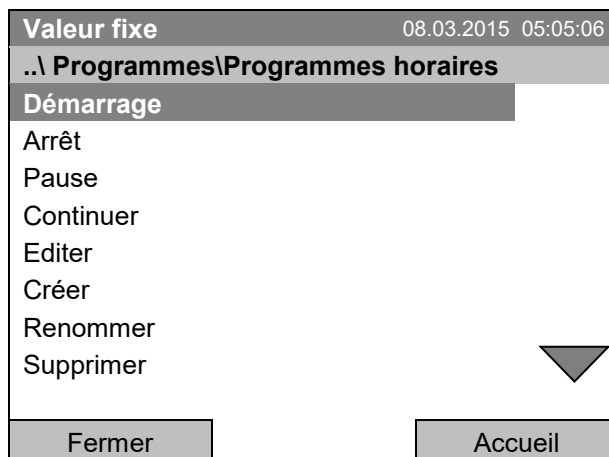 Valeur fixe 08.03.2015 05:05:06
..\ Programmes\Programmes horaires
Démarrage
Arrêt
Pause
Continuer
Editer
Créer
Renommer
Supprimer
Fermer Accueil